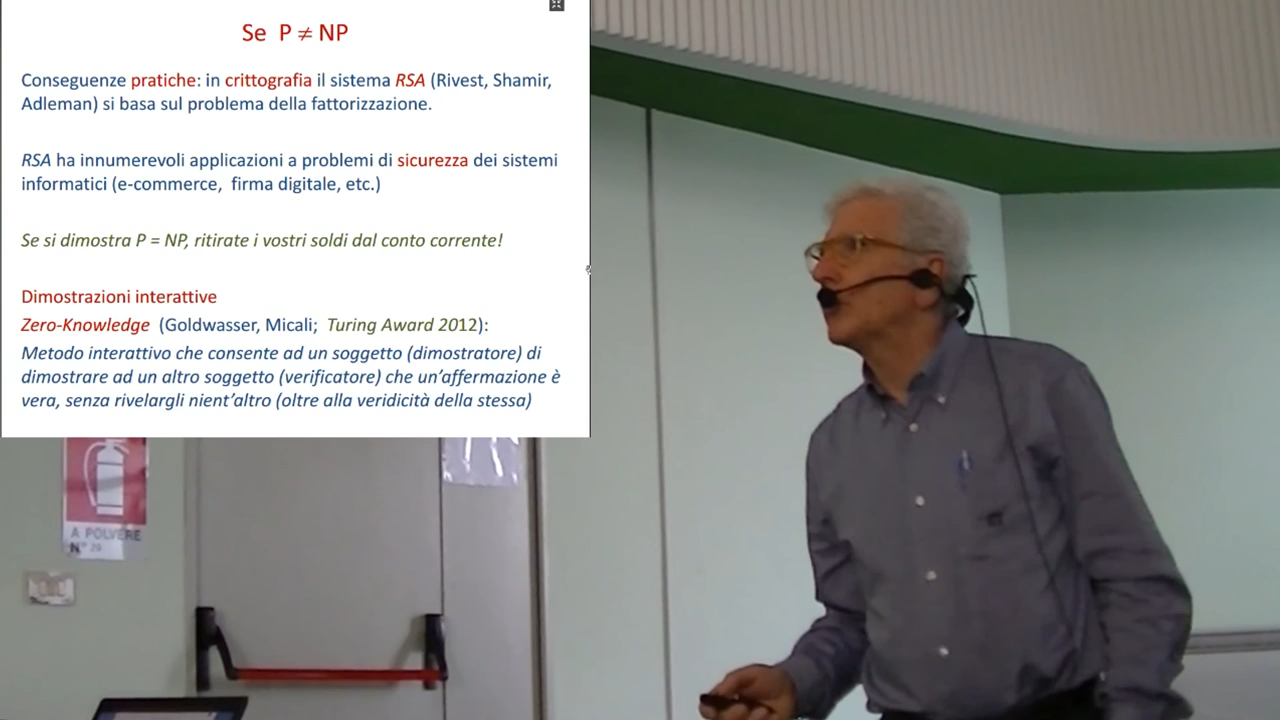 Se P ≠ NP
Conseguenze pratiche: in crittografia il sistema RSA (Rivest, Shamir,
Adleman) si basa sul problema della fattorizzazione.
RSA ha innumerevoli applicazioni a problemi di sicurezza dei sistemi
informatici (e-commerce, firma digitale, etc.)
Se si dimostra P = NP, ritirate i vostri soldi dal conto corrente!
Dimostrazioni interattive
Zero-Knowledge (Goldwasser, Micali; Turing Award 2012):
Metodo interattivo che consente ad un soggetto (dimostratore) di
dimostrare ad un altro soggetto (verificatore) che un'affermazione è
vera, senza rivelargli nient'altro (oltre alla veridicità della stessa)
A POLVERE
N° 20